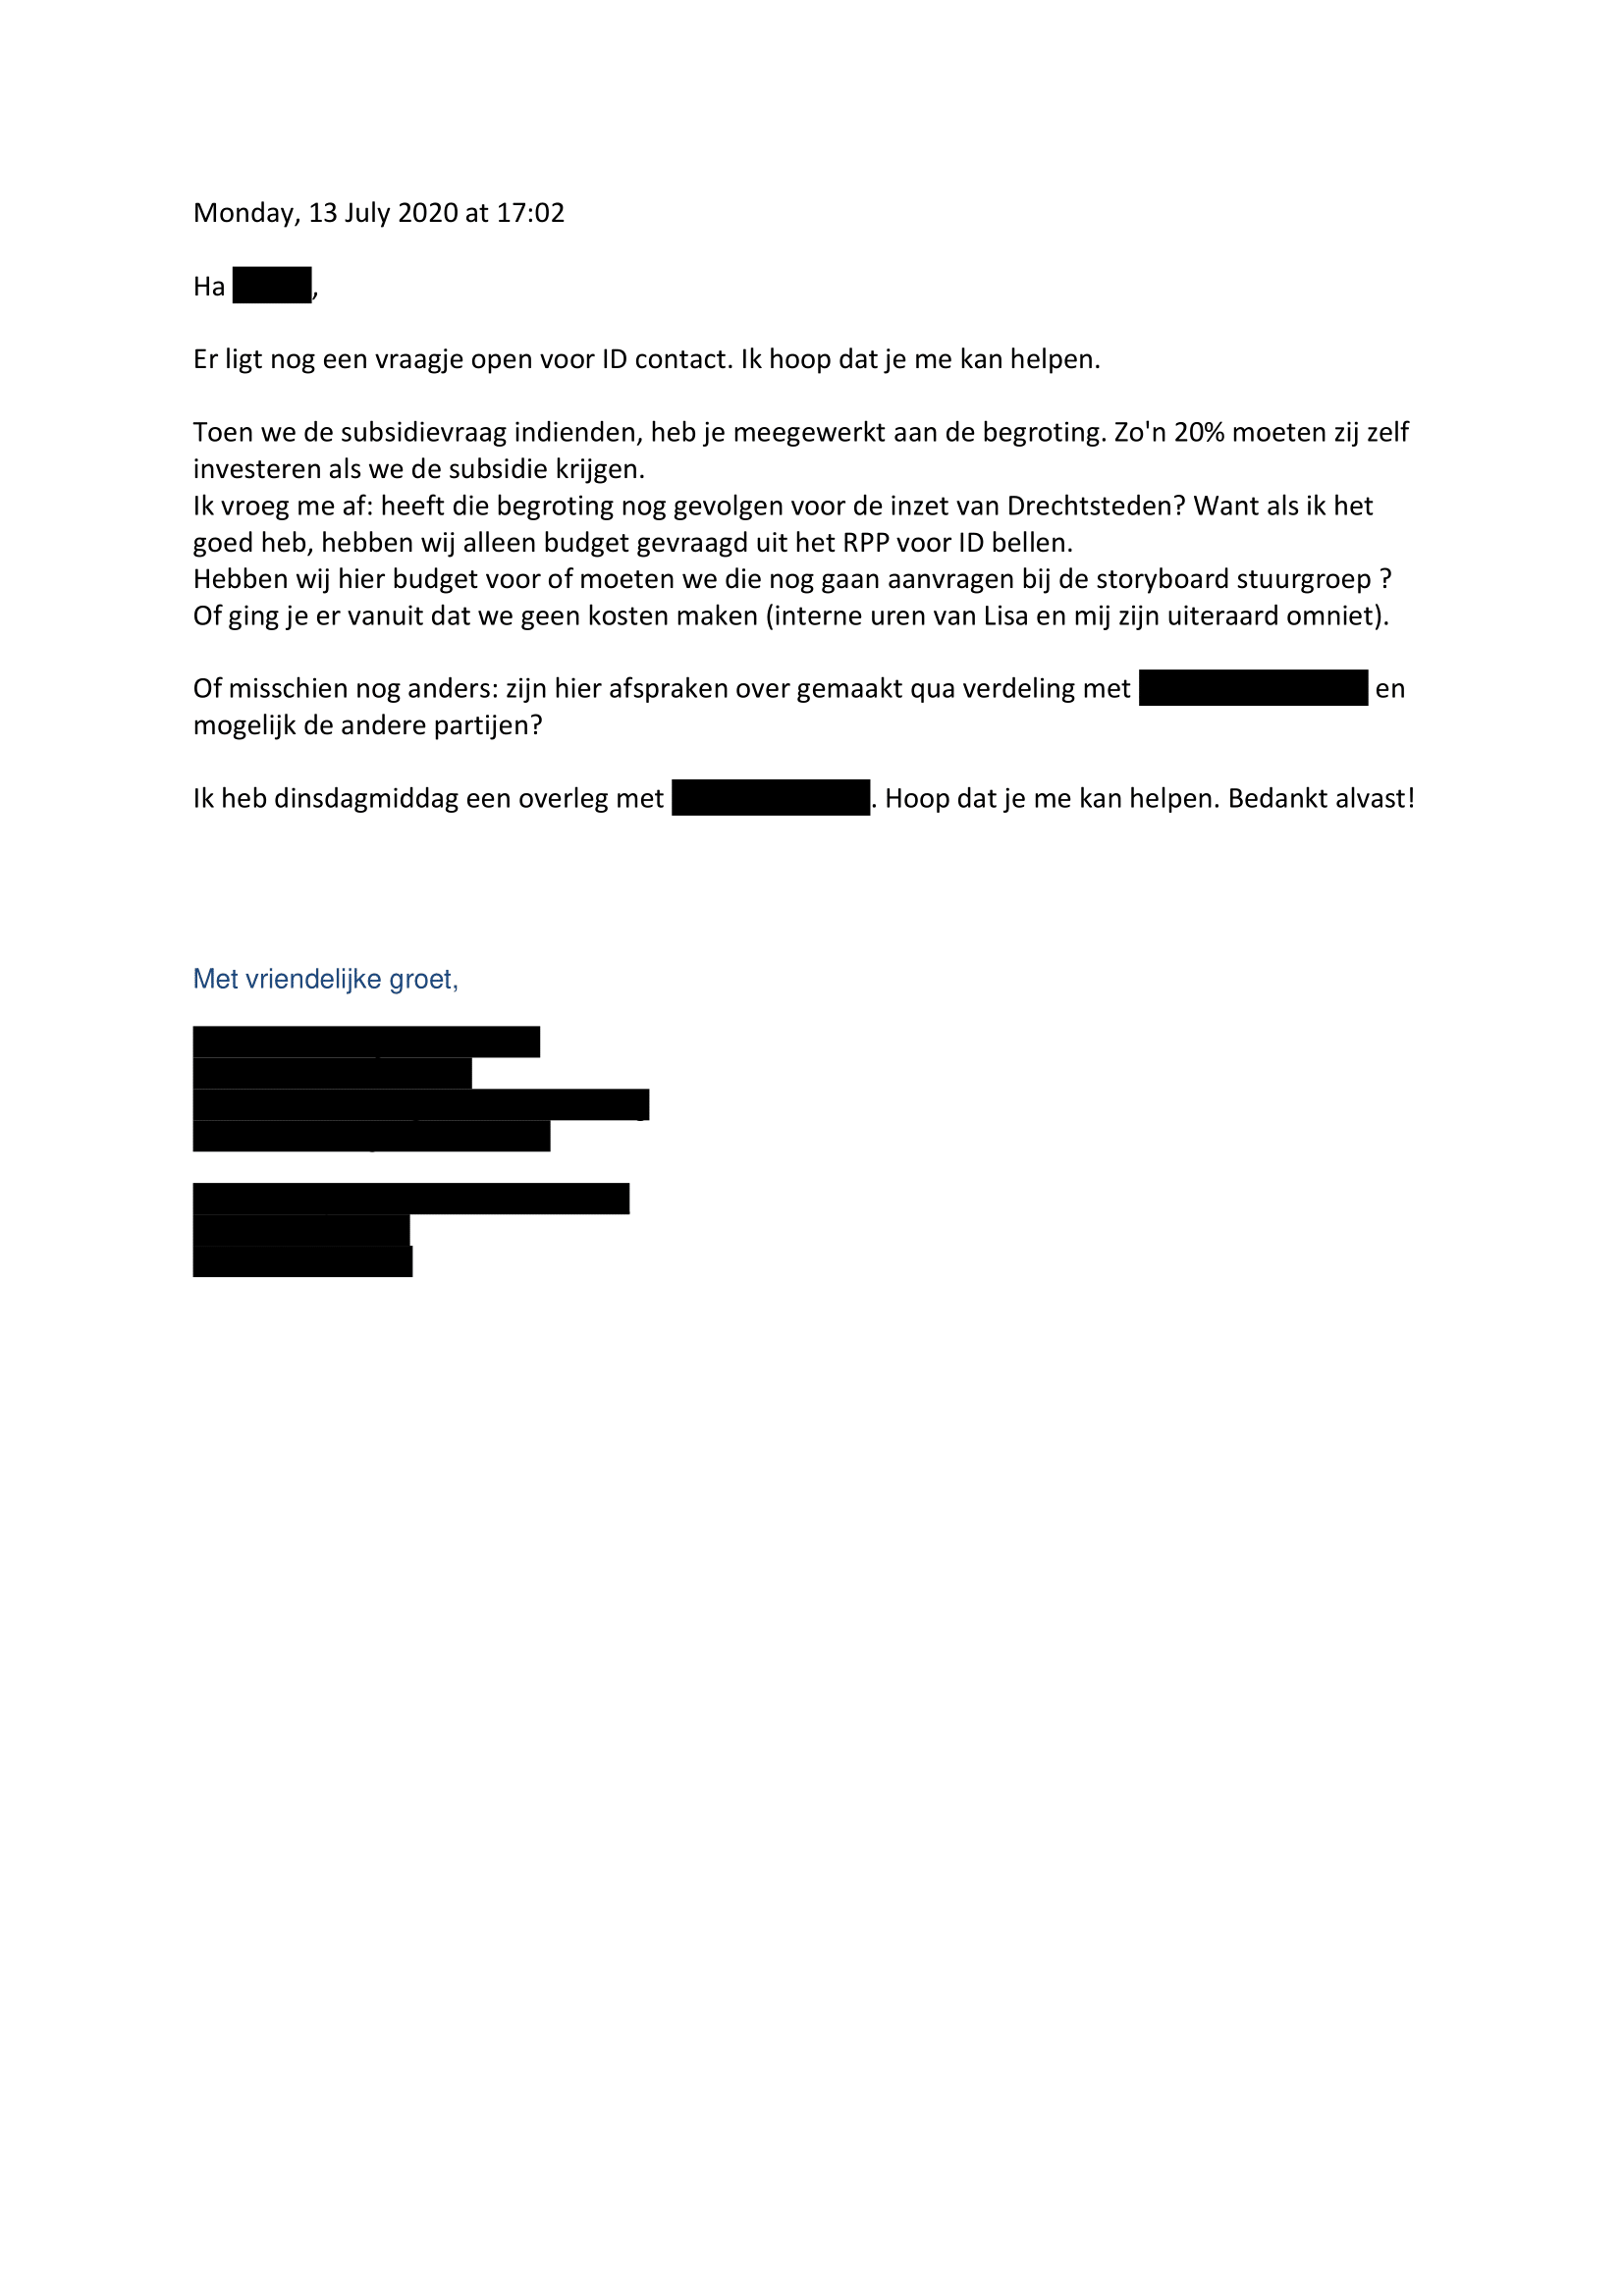 Monday, 13 July 2020 at 17:02
Ha ,
Er ligt nog een vraagje open voor ID contact. Ik hoop dat je me kan helpen.
Toen we de subsidievraag indienden, heb je meegewerkt aan de begroting. Zo'n 20% moeten zij zelf
investeren als we de subsidie krijgen.
Ik vroeg me af: heeft die begroting nog gevolgen voor de inzet van Drechtsteden? Want als ik het
goed heb, hebben wij alleen budget gevraagd uit het RPP voor ID bellen.
Hebben wij hier budget voor of moeten we die nog gaan aanvragen bij de storyboard stuurgroep ?
Of ging je er vanuit dat we geen kosten maken (interne uren van Lisa en mij zijn uiteraard omniet).
Of misschien nog anders: zijn hier afspraken over gemaakt qua verdeling met en
mogelijk de andere partijen?
Ik heb dinsdagmiddag een overleg met . Hoop dat je me kan helpen. Bedankt alvast!
Met vriendelijke groet,